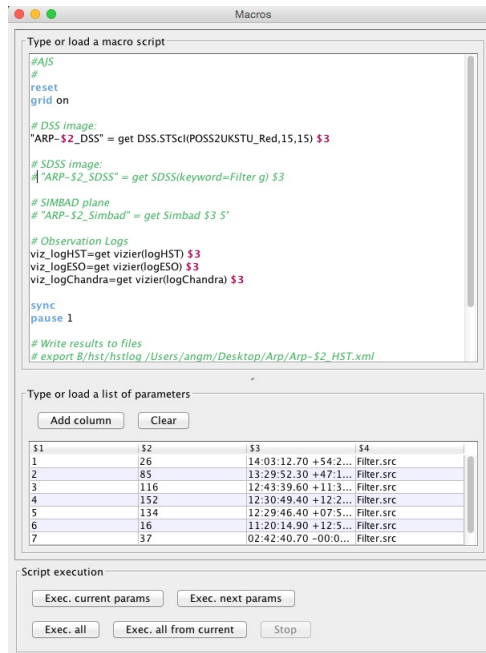 Macros
Type or load a macro script
#AJS
#
reset
grid on
# DSS image:
"ARP-$2_DSS" = get DSS.STScI(POSS2UKSTU_Red,15,15) $3
# SDSS image:
# "ARP-$2_SDSS" = get SDSS(keyword=Filter g) $3
# SIMBAD plane
# "ARP-$2_Simbad" = get Simbad $3 5'
# Observation Logs
viz_logHST=get vizier(logHST) $3
viz_logESO=get vizier(logESO) $3
viz_logChandra=get vizier(logChandra) $3
sync
pause 1
# Write results to files
# export B/hst/hstlog /Users/angm/Desktop/Arp/Arp-$2_HST.xml
Type or load a list of parameters
Add column Clear
$1 $2 $3 $4
1 26 14:03:12.70 +54:2... Filter.src
2 85 13:29:52.30 +47:1... Filter.src
3 116 12:43:39.60 +11:3... Filter.src
4 152 12:30:49.40 +12:2... Filter.src
5 134 12:29:46.40 +07:5... Filter.src
6 16 11:20:14.90 +12:5... Filter.src
7 37 02:42:40.70 -00:0... Filter.src
Script execution
Exec. current params Exec. next params
Exec. all Exec. all from current Stop